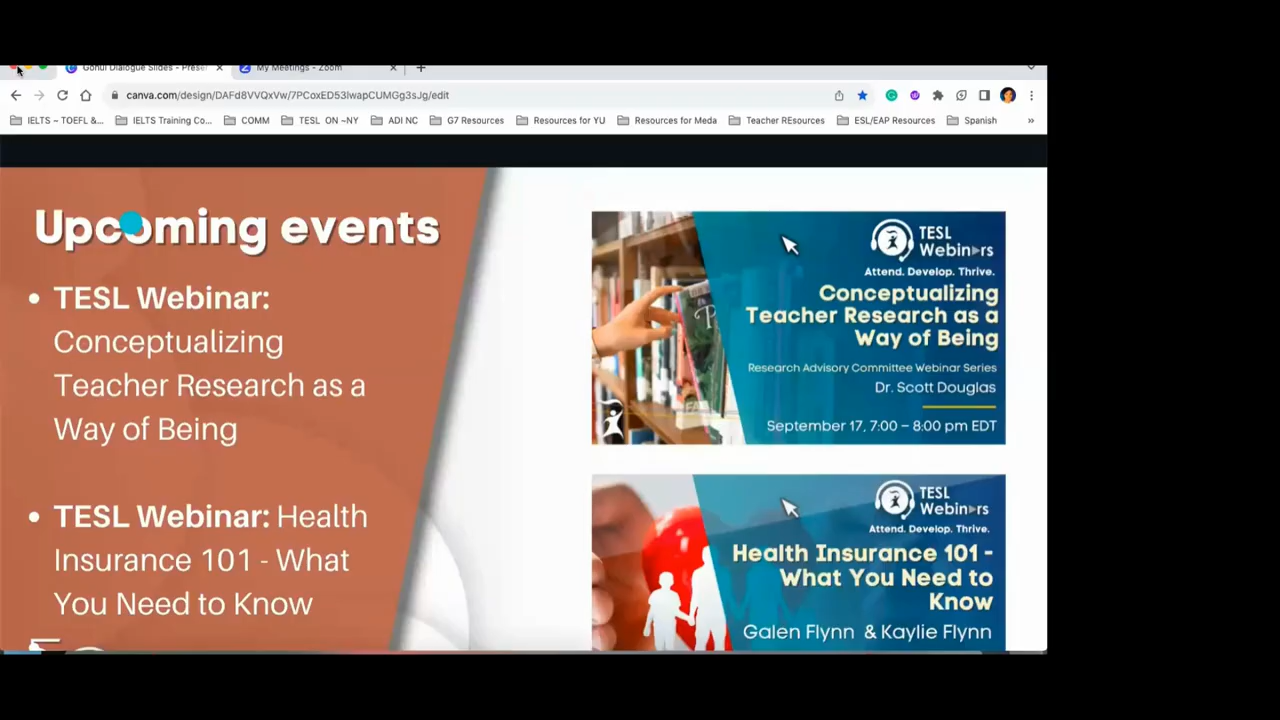 Gohui Dialogue Slides - Prese
My Meetings - Zoom
canva.com/design/DAFd8VVQxVw/7PCoxED53lwapCUMGg3sJg/edit
IELTS ~ TOEFL &...
IELTS Training Co...
COMM
TESL ON ~NY
ADI NC
G7 Resources
Resources for YU
Resources for Meda
Teacher REsources
ESL/EAP Resources
Spanish
Upcoming events
• TESL Webinar:
Conceptualizing
Teacher Research as a
Way of Being
• TESL Webinar: Health
Insurance 101 - What
You Need to Know
TESL
Webinars
Attend. Develop. Thrive.
Conceptualizing
Teacher Research as a
Way of Being
Research Advisory Committee Webinar Series
Dr. Scott Douglas
September 17, 7:00 – 8:00 pm EDT
TESL
Webinars
Attend. Develop. Thrive.
Health Insurance 101 -
What You Need to
Know
Galen Flynn & Kaylie Flynn